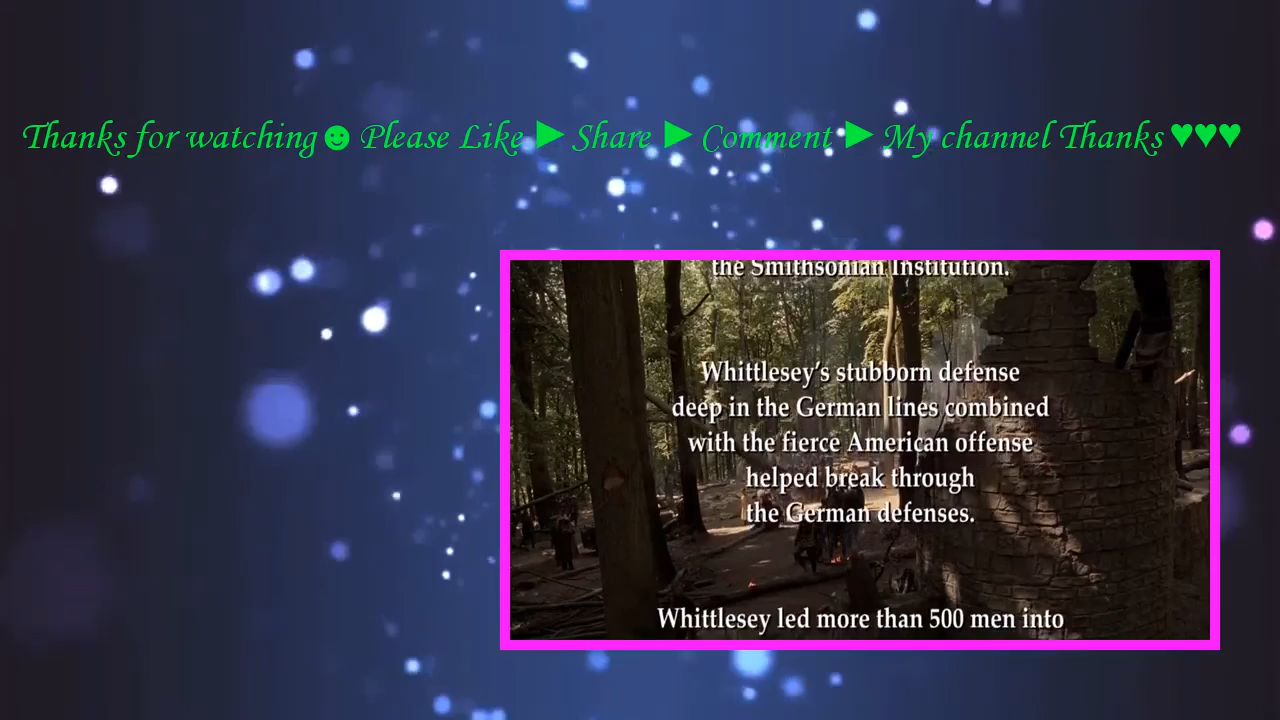 Thanks for watching☻Please Like ► Share ► Comment ► My channel Thanks ♥♥♥
the Smithsonian Institution.
Whittlesey's stubborn defense
deep in the German lines combined
with the fierce American offense
helped break through
the German defenses.
Whittlesey led more than 500 men into